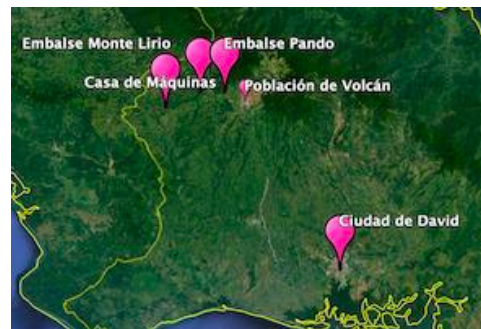 Embalse Monte Lirio
Embalse Pando
Casa de Máquinas
Población de Volcán
Ciudad de David